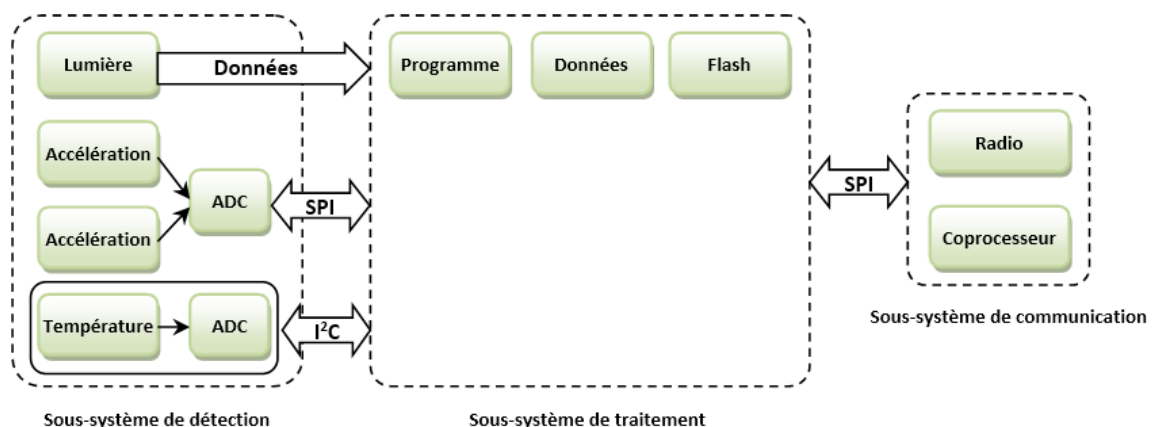 Lumière
Données
Programme
Données
Flash
Accélération
ADC
SPI
Accélération
Température
ADC
I²C
SPI
Radio
Coprocesseur
Sous-système de communication
Sous-système de détection
Sous-système de traitement